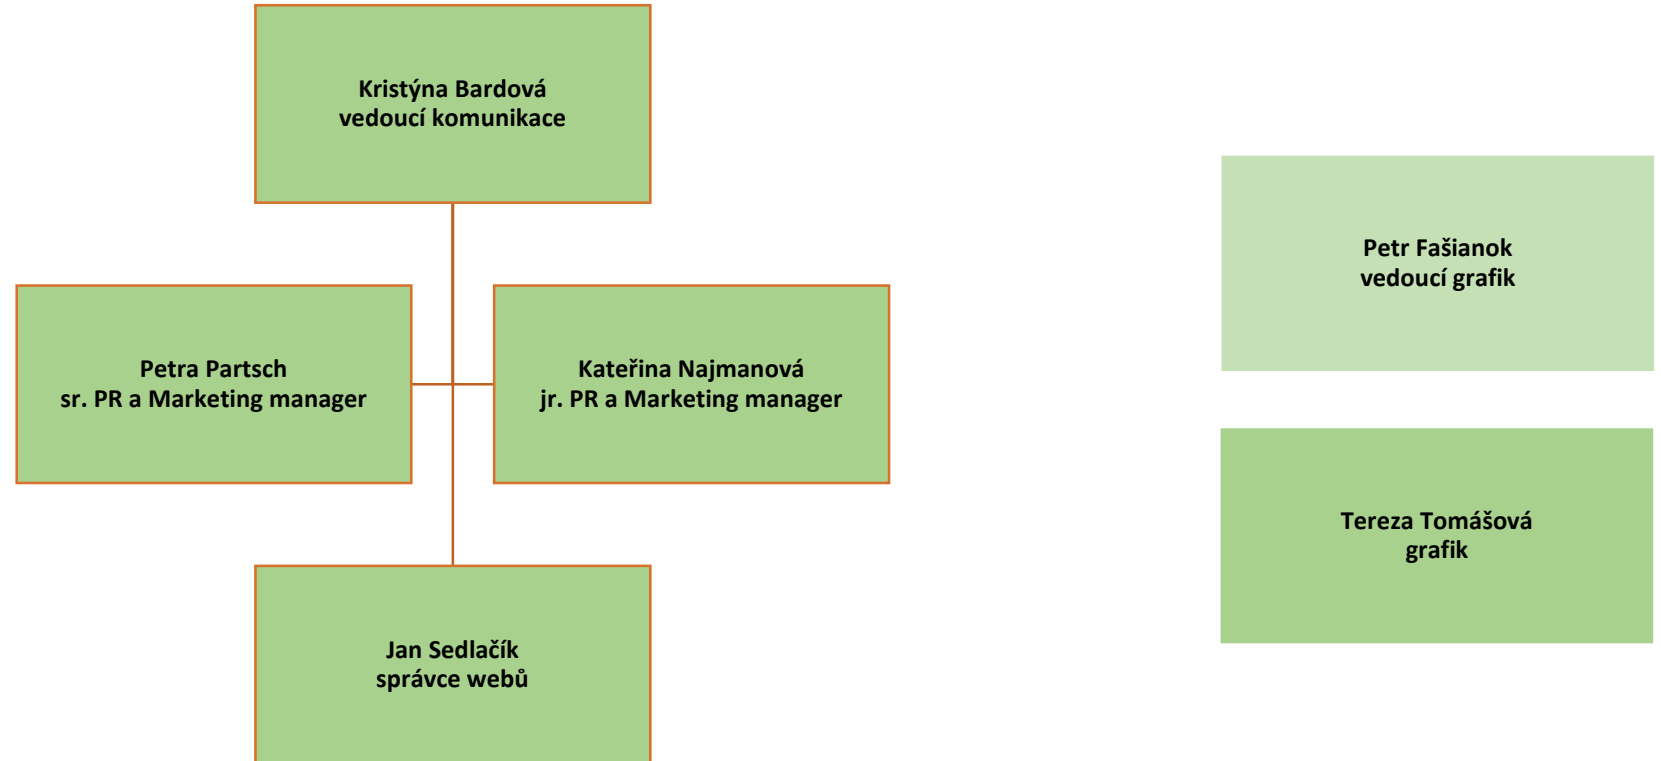 Kristýna Bardová
vedoucí komunikace
Petra Partsch
sr. PR a Marketing manager
Kateřina Najmanová
jr. PR a Marketing manager
Jan Sedlačík
správce webů
Petr Fašianok
vedoucí grafik
Tereza Tomášová
grafik